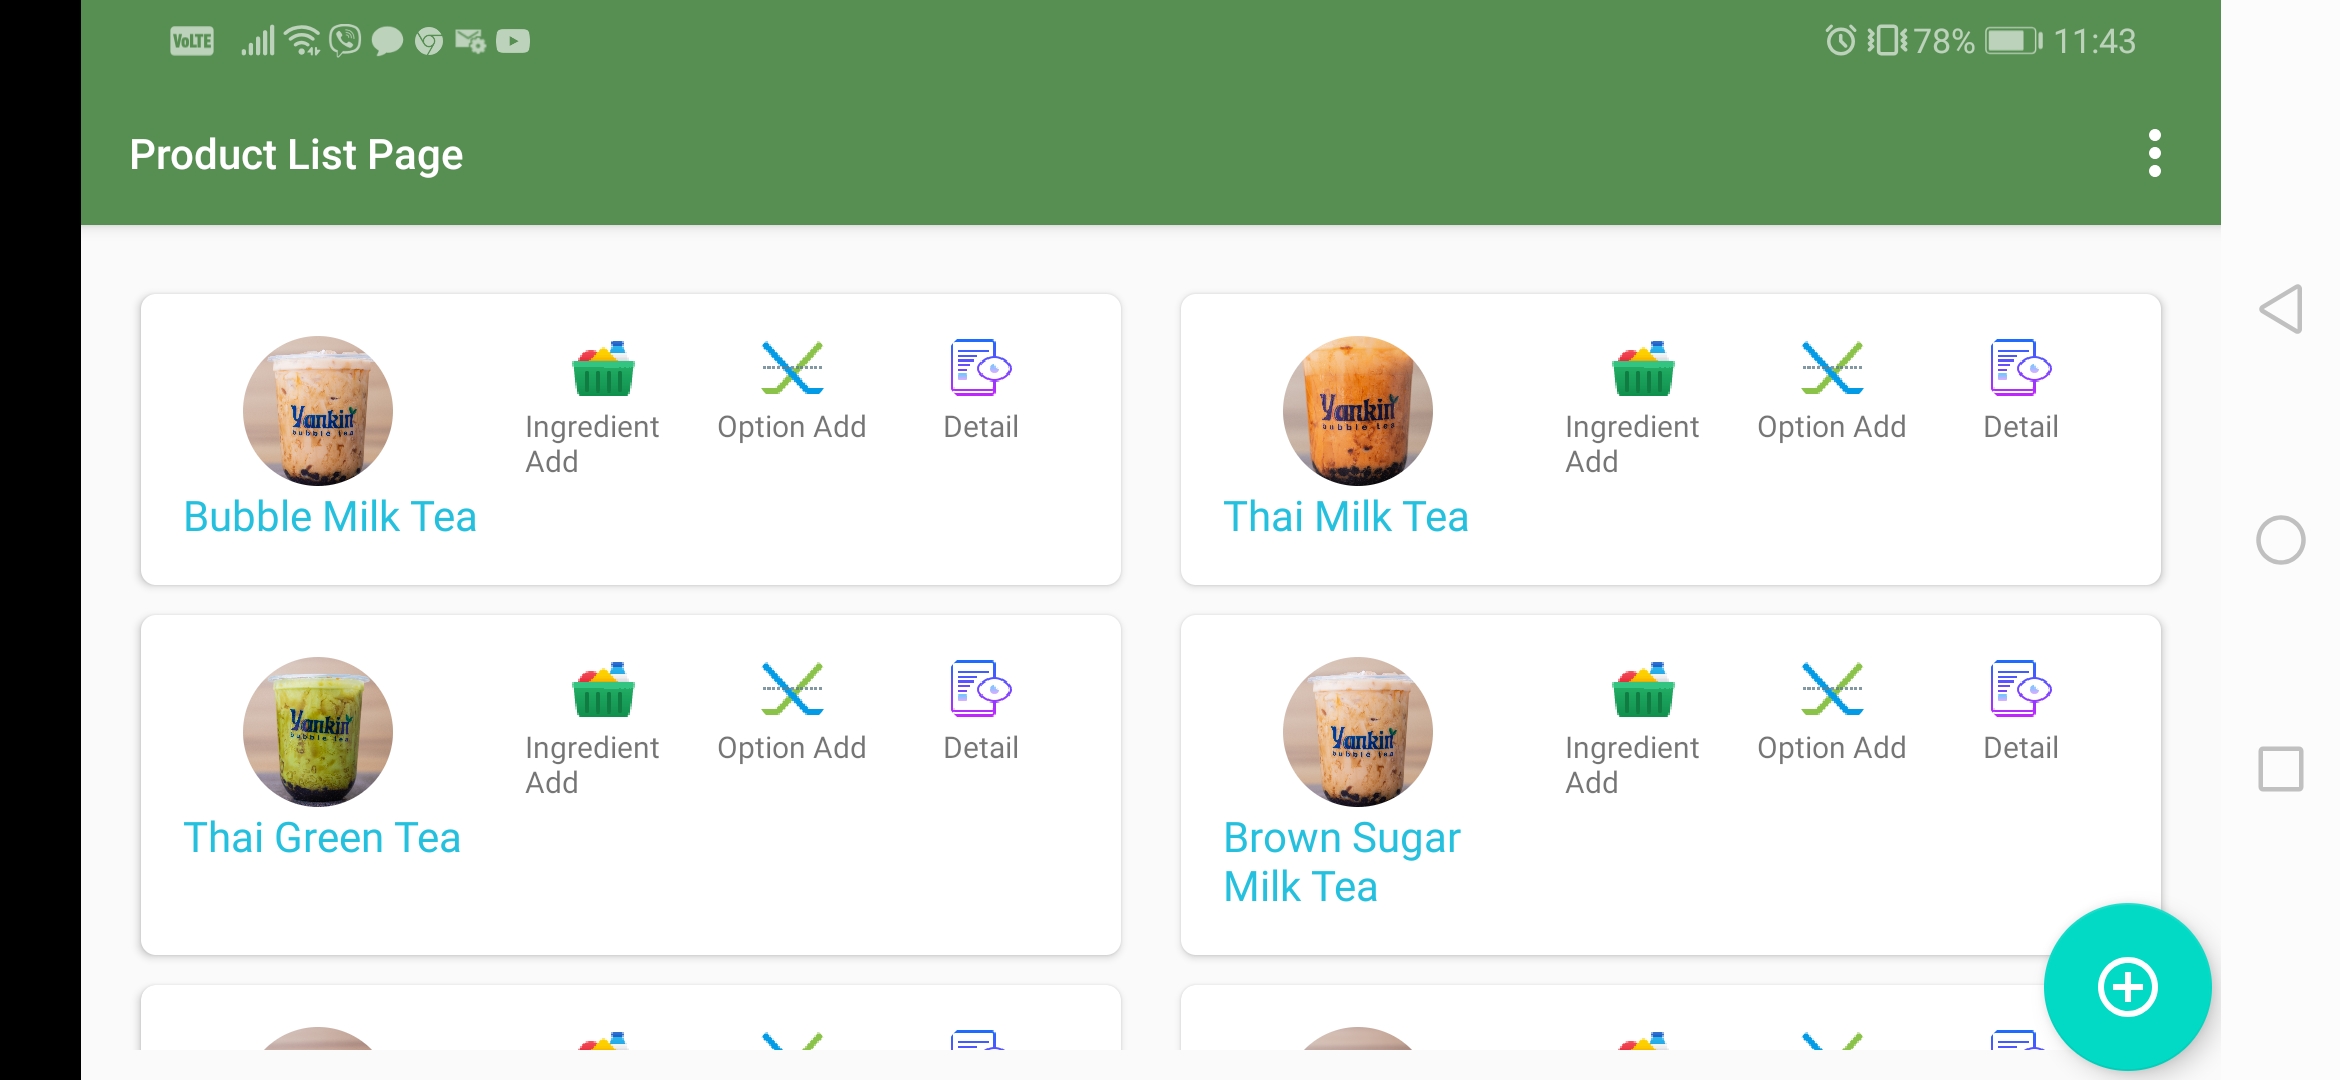 VoLTE 78% 11:43
Product List Page
Yankin
bubble tea
Ingredient Add
Option Add
Detail
Bubble Milk Tea
Yankin
bubble tea
Ingredient Add
Option Add
Detail
Thai Milk Tea
Yankin
bubble tea
Ingredient Add
Option Add
Detail
Thai Green Tea
Yankin
bubble tea
Ingredient Add
Option Add
Detail
Brown Sugar
Milk Tea